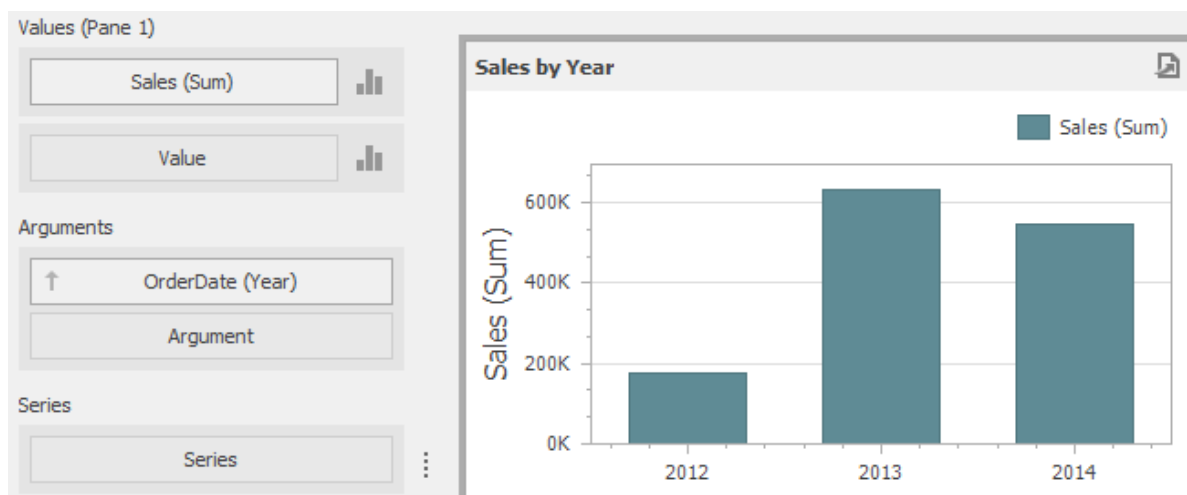 Values (Pane 1)
Sales (Sum)
Value
Arguments
OrderDate (Year)
Argument
Series
Series
Sales by Year
Sales (Sum)
Sales (Sum)
600K
400K
200K
0K
2012 2013 2014